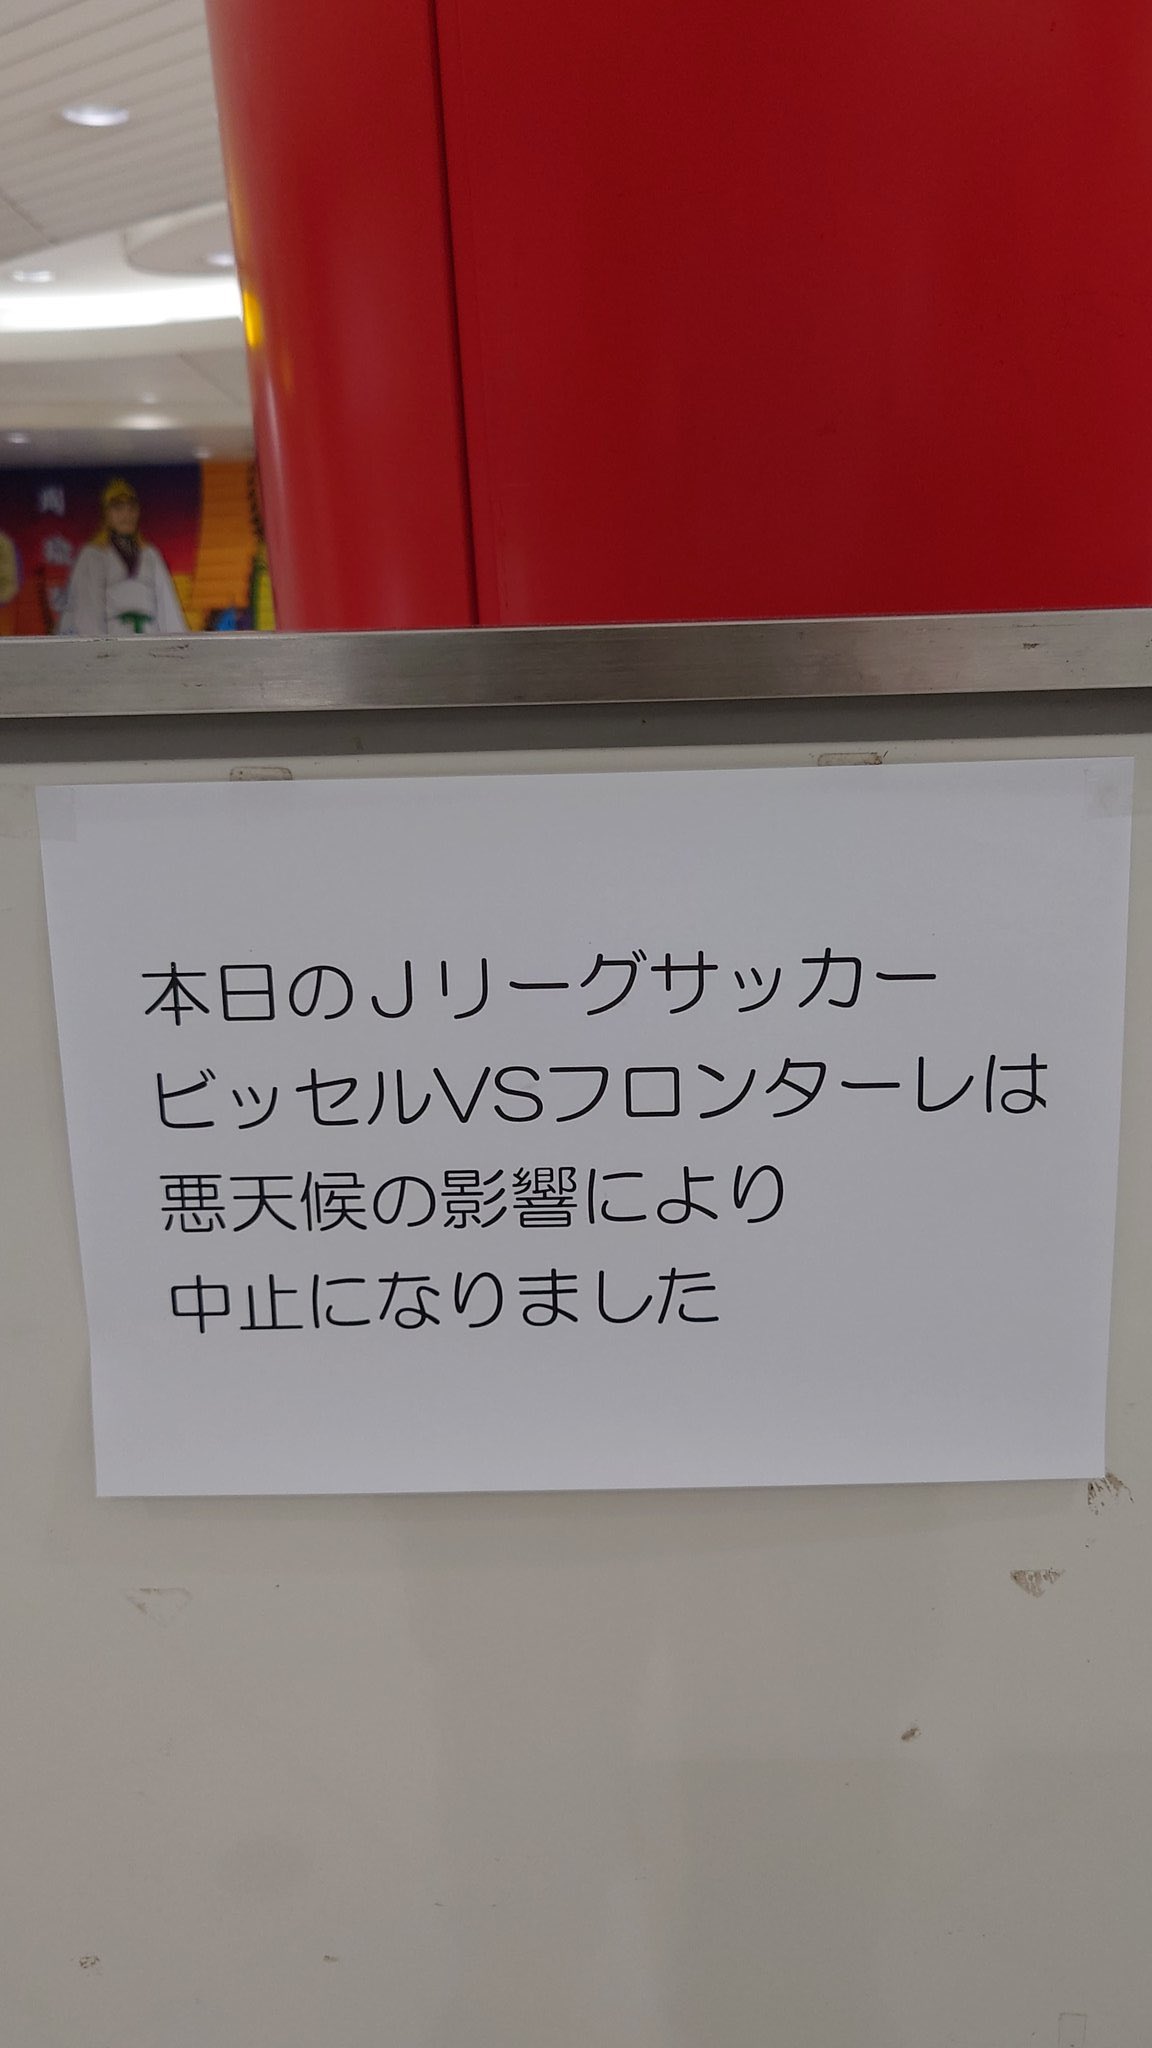 本日のJリーグサッカー
ビッセルVSフロンターレは
悪天候の影響により
中止になりました